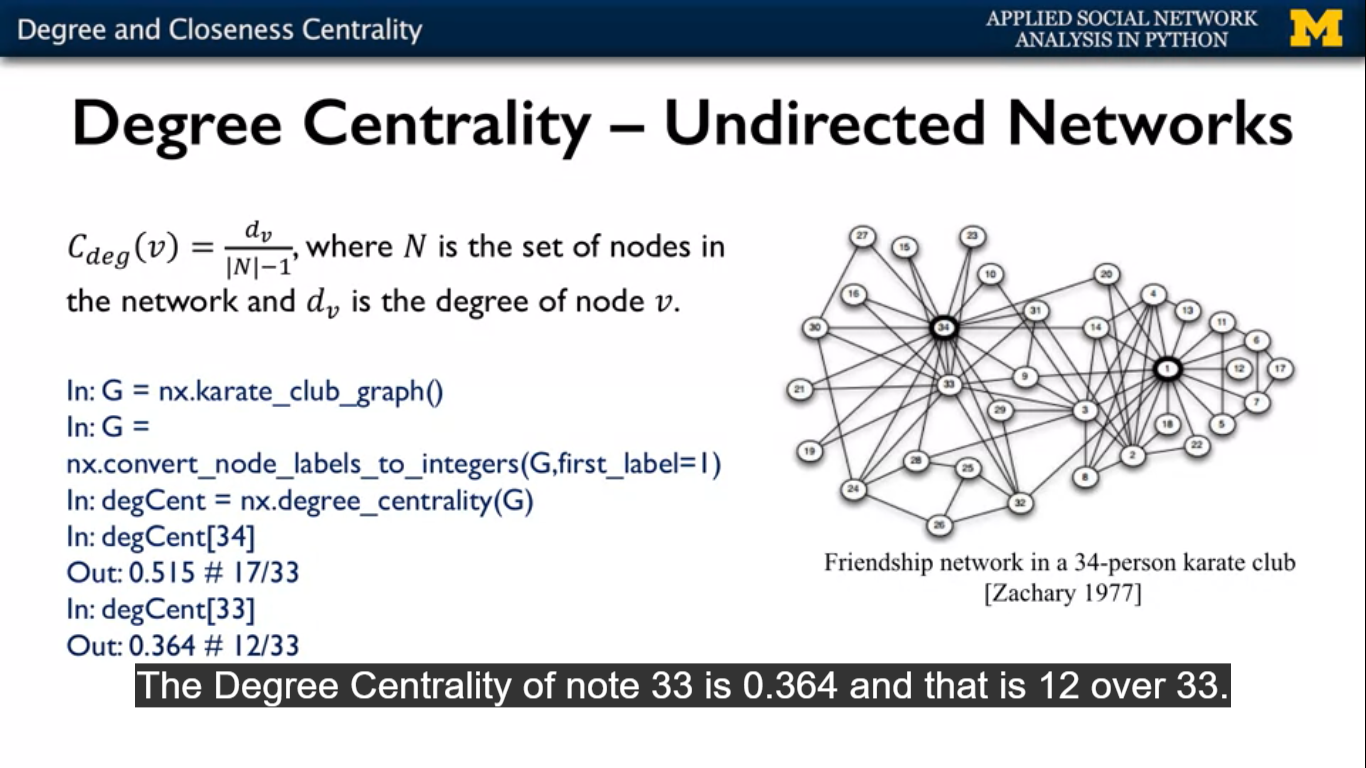 Degree and Closeness Centrality
APPLIED SOCIAL NETWORK
ANALYSIS IN PYTHON
M
Degree Centrality – Undirected Networks
C_deg(v) = d_v / (|N|−1), where N is the set of nodes in
the network and d_v is the degree of node v.
In: G = nx.karate_club_graph()
In: G =
nx.convert_node_labels_to_integers(G,first_label=1)
In: degCent = nx.degree_centrality(G)
In: degCent[34]
Out: 0.515 # 17/33
In: degCent[33]
Out: 0.364 # 12/33
27
15
23
10
20
16
4
31
13
11
30
34
14
6
1
12
17
9
33
21
7
29
3
18
5
22
19
2
28
25
8
24
32
26
Friendship network in a 34-person karate club
[Zachary 1977]
The Degree Centrality of note 33 is 0.364 and that is 12 over 33.